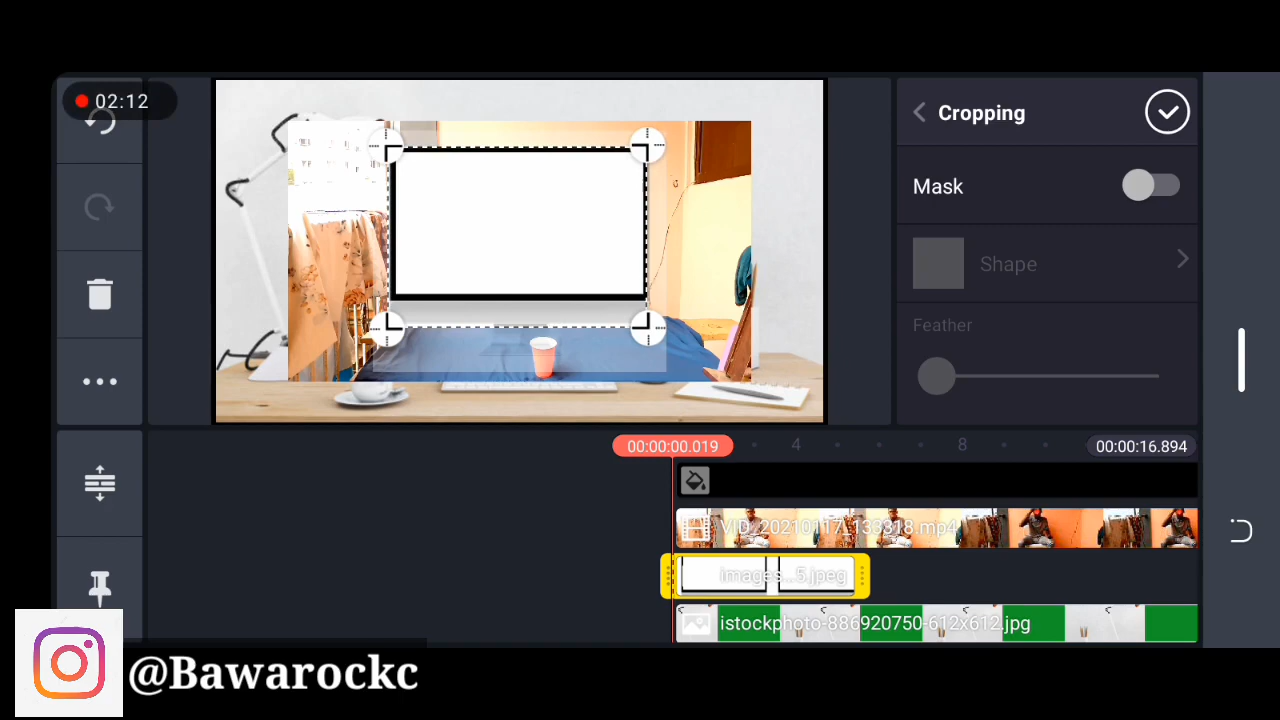 02:12
Cropping
Mask
Shape
Feather
00:00:00.019
4
8
00:00:16.894
VID_20210117_133318.mp4
images...5.jpeg
istockphoto-886920750-612x612.jpg
@Bawarockc